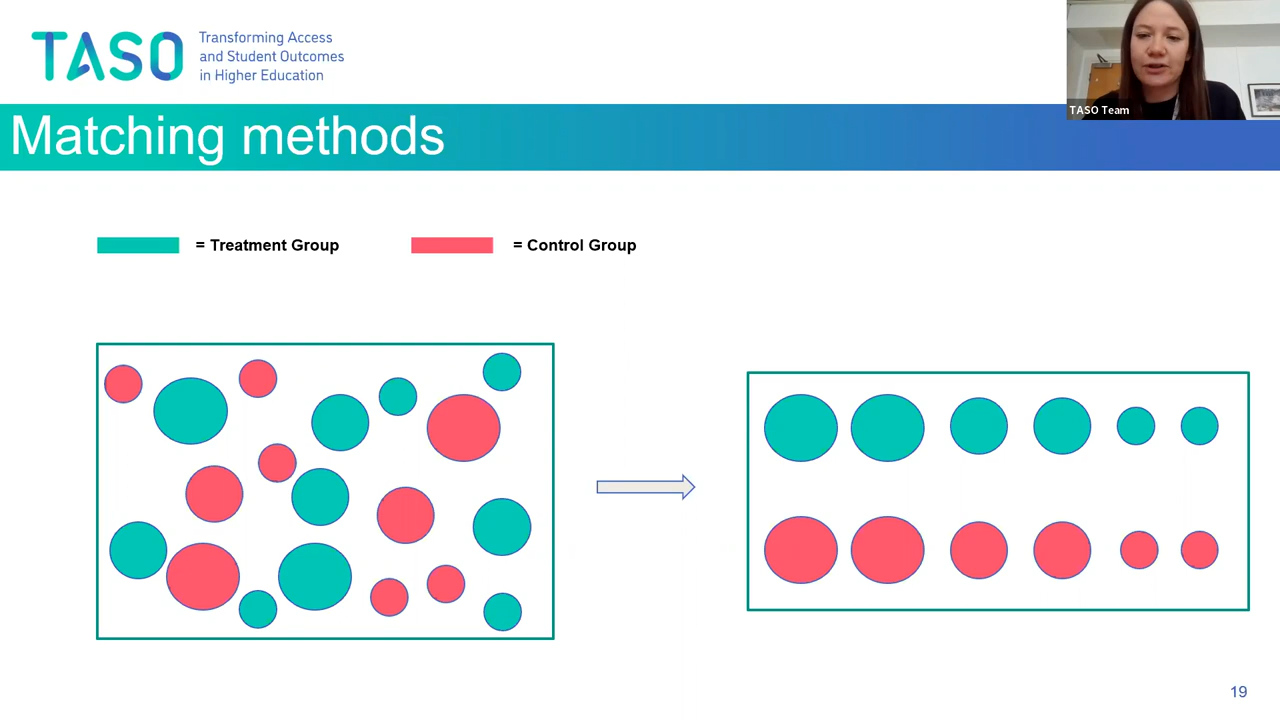 TASO
Transforming Access
and Student Outcomes
in Higher Education
TASO Team
Matching methods
= Treatment Group
= Control Group
19